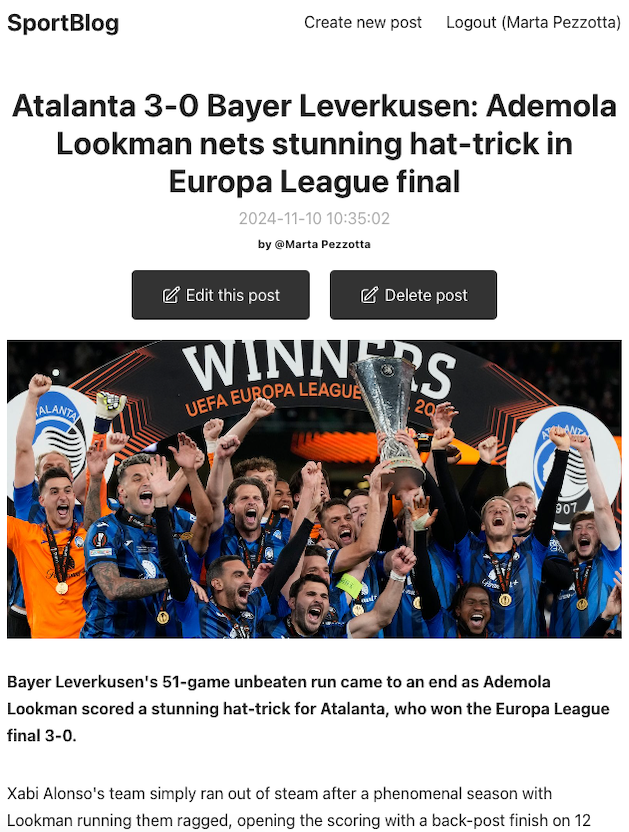 SportBlog
Create new post
Logout (Marta Pezzotta)
Atalanta 3-0 Bayer Leverkusen: Ademola
Lookman nets stunning hat-trick in
Europa League final
2024-11-10 10:35:02
by @Marta Pezzotta
Edit this post
Delete post
WINNERS
UEFA EUROPA LEAGUE
ATALANTA
1907
Bayer Leverkusen's 51-game unbeaten run came to an end as Ademola
Lookman scored a stunning hat-trick for Atalanta, who won the Europa League
final 3-0.
Xabi Alonso's team simply ran out of steam after a phenomenal season with
Lookman running them ragged, opening the scoring with a back-post finish on 12